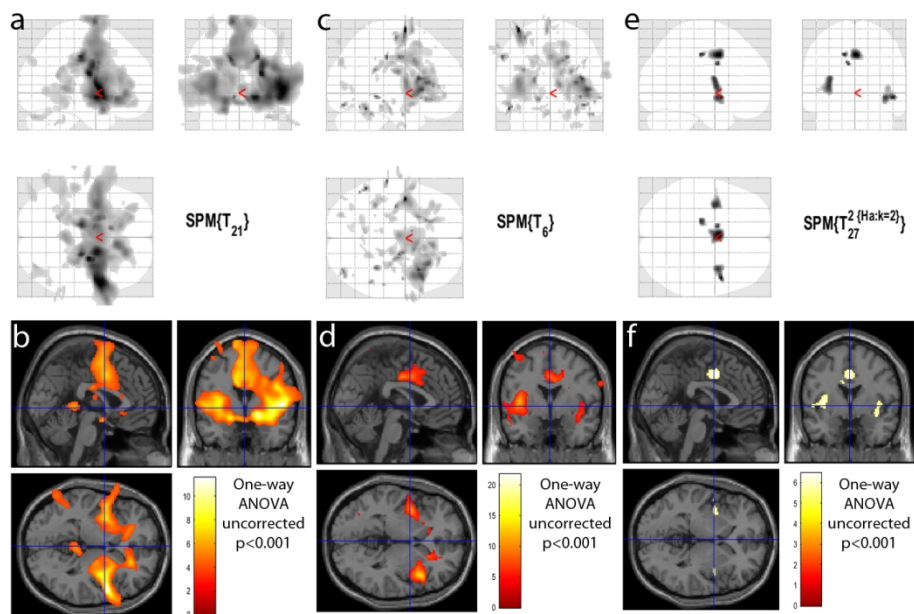 a
c
e
<
<
<
<
<
<
<
<
<
SPM{T21}
SPM{T6}
SPM{T27 2 {Ha:k=2}}
b
d
f
10
8
6
4
2
0
One-way
ANOVA
uncorrected
p<0.001
20
15
10
5
0
One-way
ANOVA
uncorrected
p<0.001
6
5
4
3
2
1
0
One-way
ANOVA
uncorrected
p<0.001